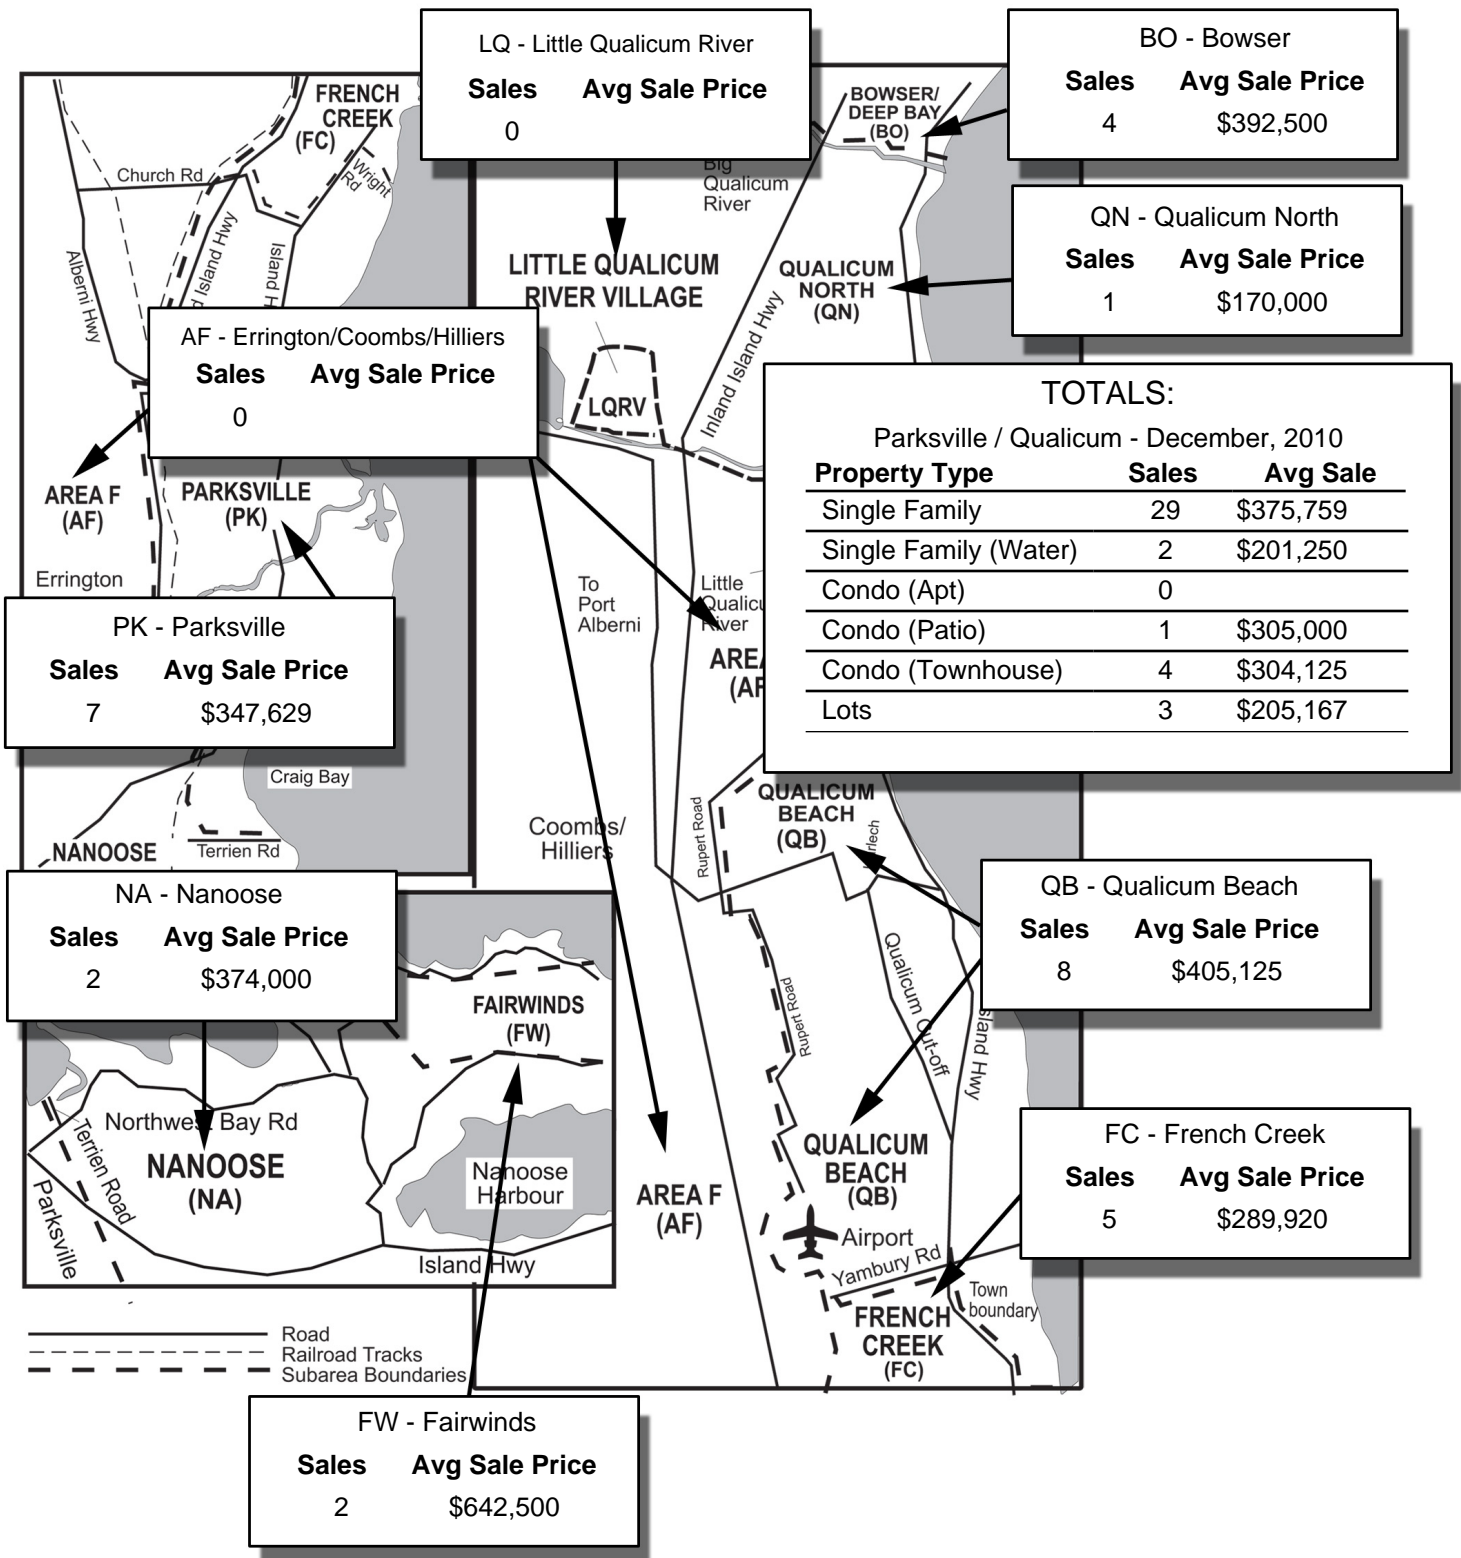 LQ - Little Qualicum River
Sales Avg Sale Price
0
BO - Bowser
Sales Avg Sale Price
4 $392,500
QN - Qualicum North
Sales Avg Sale Price
1 $170,000
FRENCH
CREEK
(FC)
Church Rd
Wright
Rd
Alberni Hwy
Island Hwy
Island H
BOWSER/
DEEP BAY
(BO)
Big
Qualicum
River
LITTLE QUALICUM
RIVER VILLAGE
QUALICUM
NORTH
(QN)
Inland Island Hwy
LQRV
AF - Errington/Coombs/Hilliers
Sales Avg Sale Price
0
TOTALS:
Parksville / Qualicum - December, 2010
Property Type Sales Avg Sale
Single Family 29 $375,759
Single Family (Water) 2 $201,250
Condo (Apt) 0
Condo (Patio) 1 $305,000
Condo (Townhouse) 4 $304,125
Lots 3 $205,167
AREA F
(AF)
PARKSVILLE
(PK)
Errington
To
Port
Alberni
Little
Qualicu
River
AREA
(AF
PK - Parksville
Sales Avg Sale Price
7 $347,629
Craig Bay
NANOOSE
Terrien Rd
Coombs/
Hilliers
Rupert Road
QUALICUM
BEACH
(QB)
QB - Qualicum Beach
Sales Avg Sale Price
8 $405,125
NA - Nanoose
Sales Avg Sale Price
2 $374,000
FAIRWINDS
(FW)
Rupert Road
Qualicum Cut-off
sland Hwy
Northwest Bay Rd
Terrien Road
Parksville
NANOOSE
(NA)
Nanoose
Harbour
Island Hwy
AREA F
(AF)
QUALICUM
BEACH
(QB)
Airport
Yambury Rd
FC - French Creek
Sales Avg Sale Price
5 $289,920
Town
boundary
FRENCH
CREEK
(FC)
Road
Railroad Tracks
Subarea Boundaries
FW - Fairwinds
Sales Avg Sale Price
2 $642,500